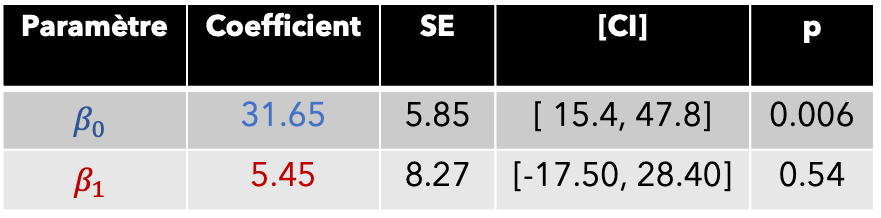 Paramètre Coefficient SE [CI] p
β0 31.65 5.85 [ 15.4, 47.8] 0.006
β1 5.45 8.27 [-17.50, 28.40] 0.54